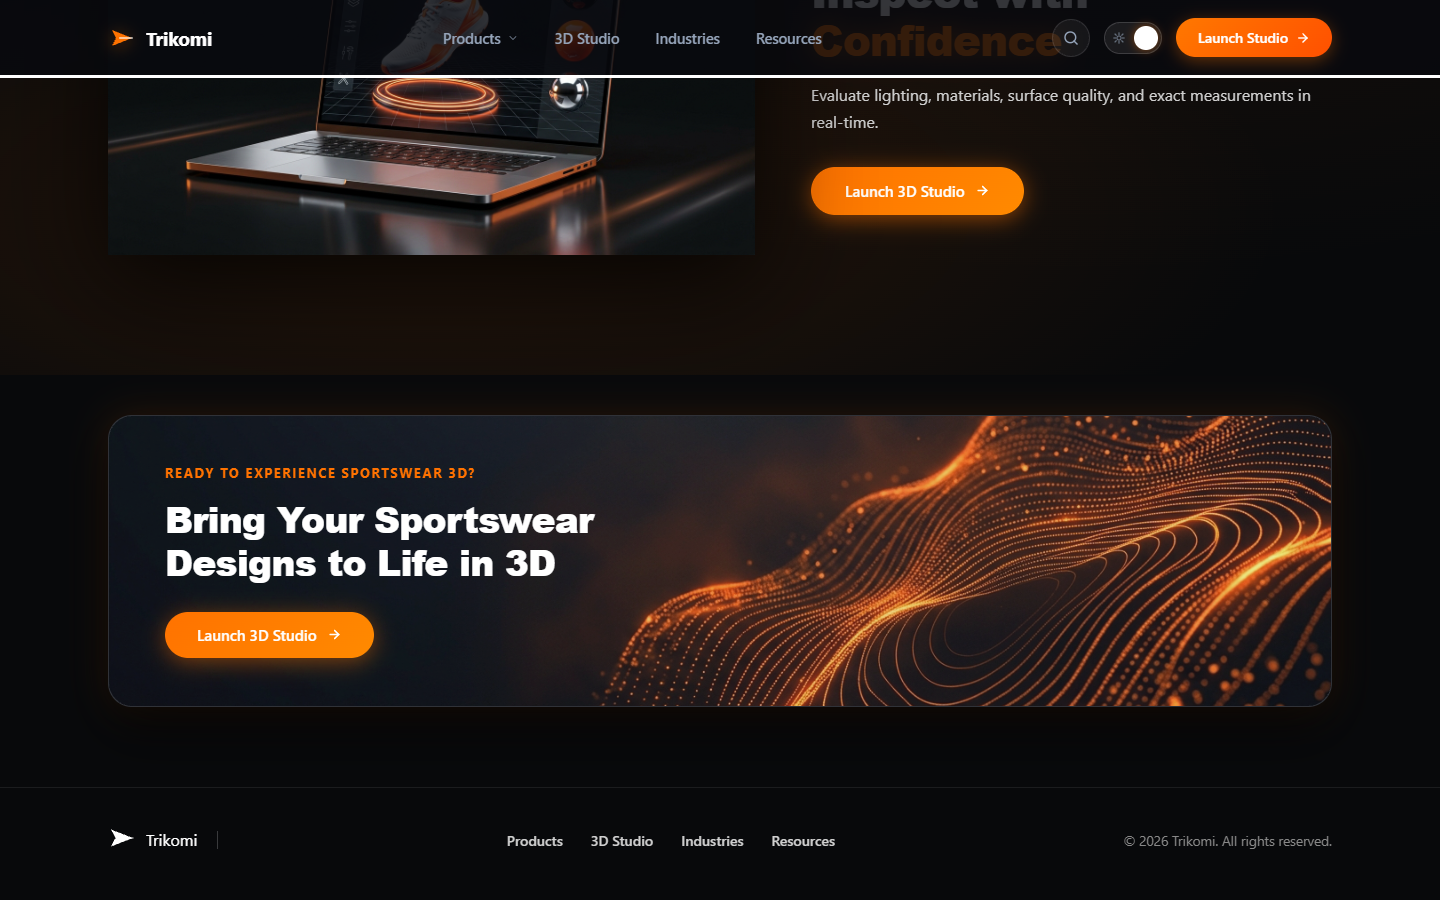 Inspect with
Trikomi
Products
3D Studio
Industries
Resources
Confidence
Launch Studio
Evaluate lighting, materials, surface quality, and exact measurements in
real-time.
Launch 3D Studio
READY TO EXPERIENCE SPORTSWEAR 3D?
Bring Your Sportswear
Designs to Life in 3D
Launch 3D Studio
Trikomi
Products
3D Studio
Industries
Resources
© 2026 Trikomi. All rights reserved.